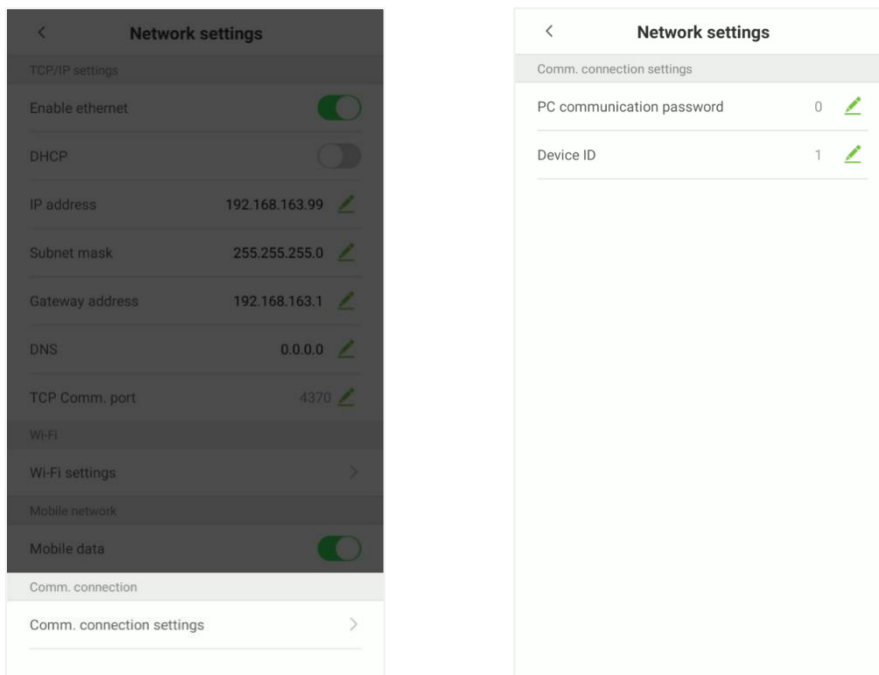 Network settings
TCP/IP settings
Enable ethernet
DHCP
IP address 192.168.163.99
Subnet mask 255.255.255.0
Gateway address 192.168.163.1
DNS 0.0.0.0
TCP Comm. port 4370
Wi-Fi
Wi-Fi settings
Mobile network
Mobile data
Comm. connection
Comm. connection settings
Network settings
Comm. connection settings
PC communication password 0
Device ID 1